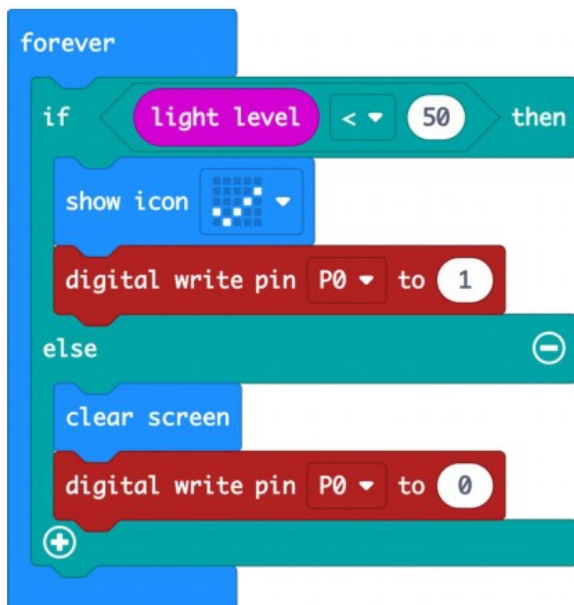 forever
if light level < 50 then
show icon
digital write pin P0 to 1
else
clear screen
digital write pin P0 to 0